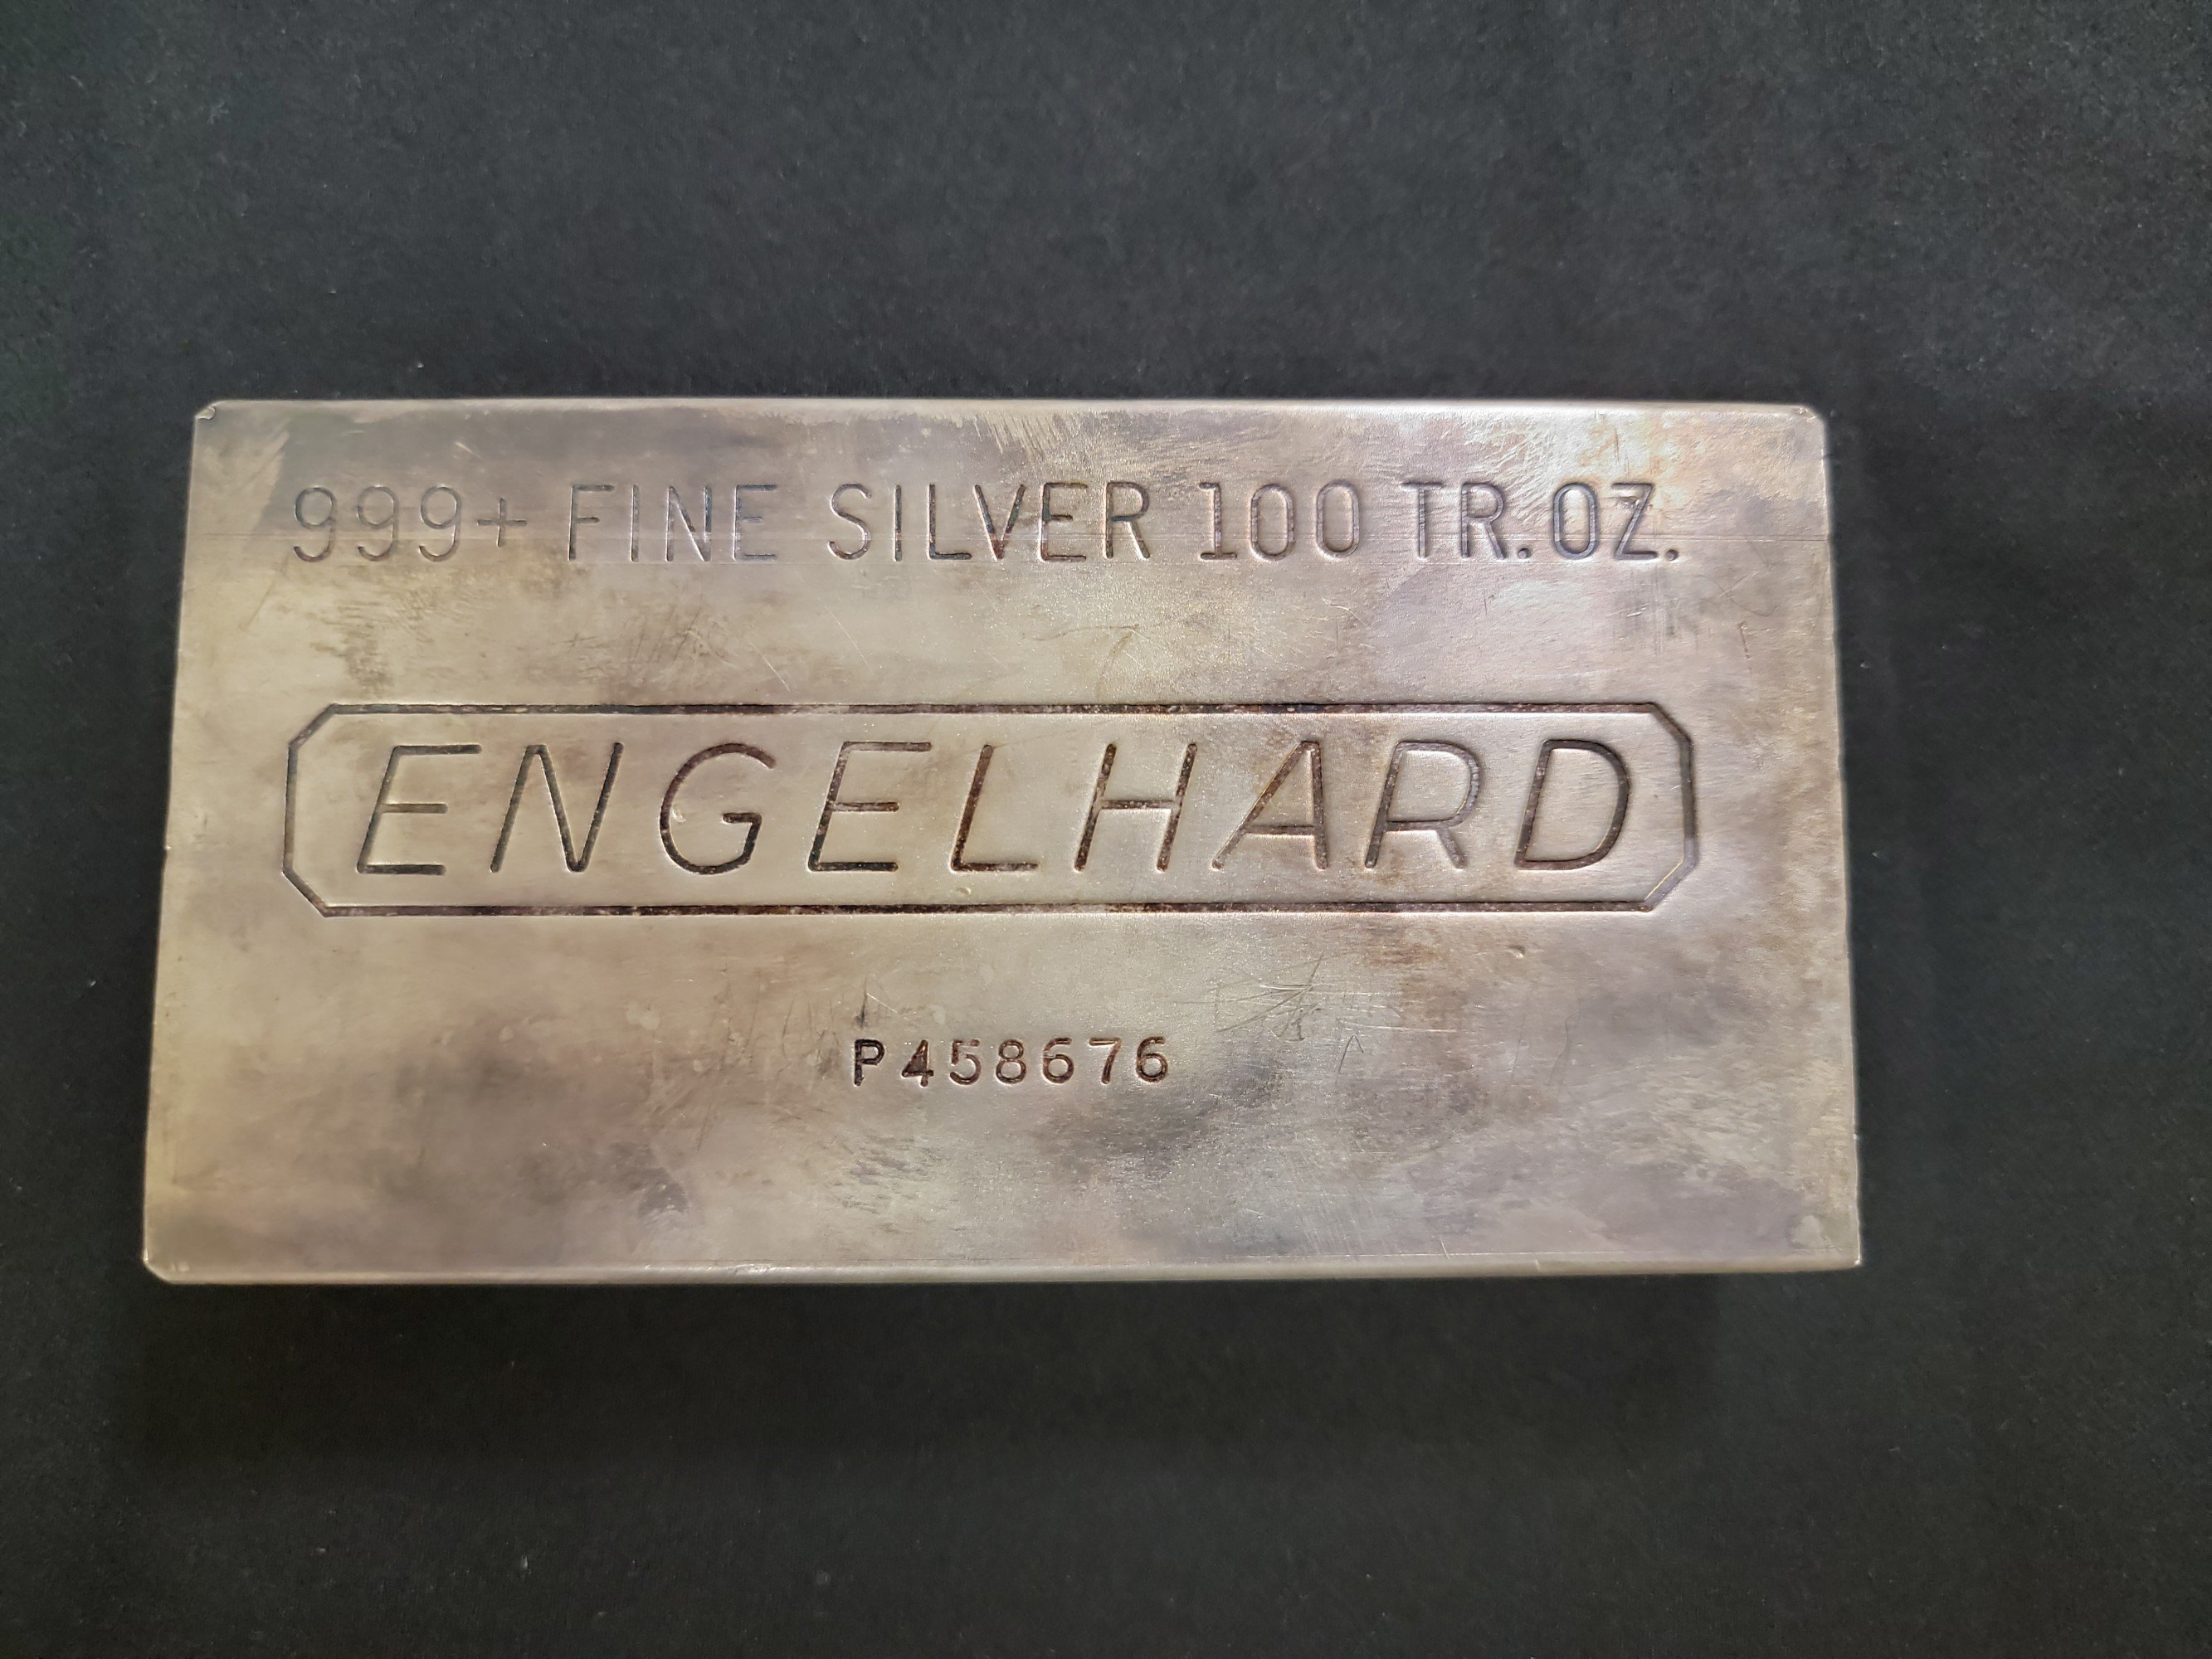 999+ FINE SILVER 100 TR.OZ.
ENGELHARD
P458676